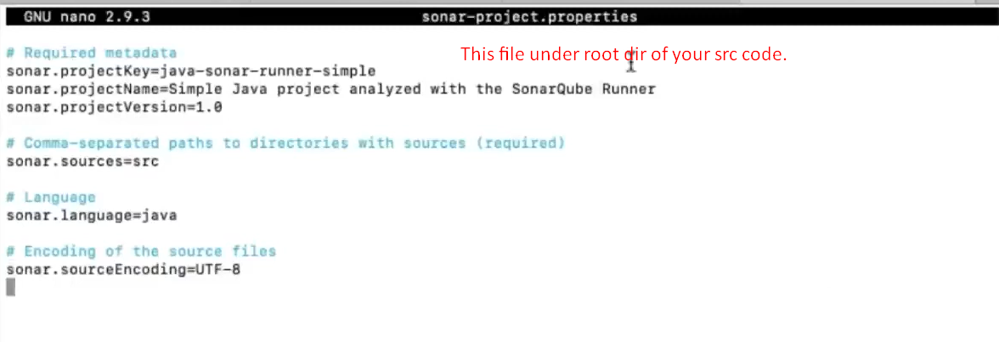 GNU nano 2.9.3 sonar-project.properties
# Required metadata
This file under root dir of your src code.
sonar.projectKey=java-sonar-runner-simple
sonar.projectName=Simple Java project analyzed with the SonarQube Runner
sonar.projectVersion=1.0
# Comma-separated paths to directories with sources (required)
sonar.sources=src
# Language
sonar.language=java
# Encoding of the source files
sonar.sourceEncoding=UTF-8